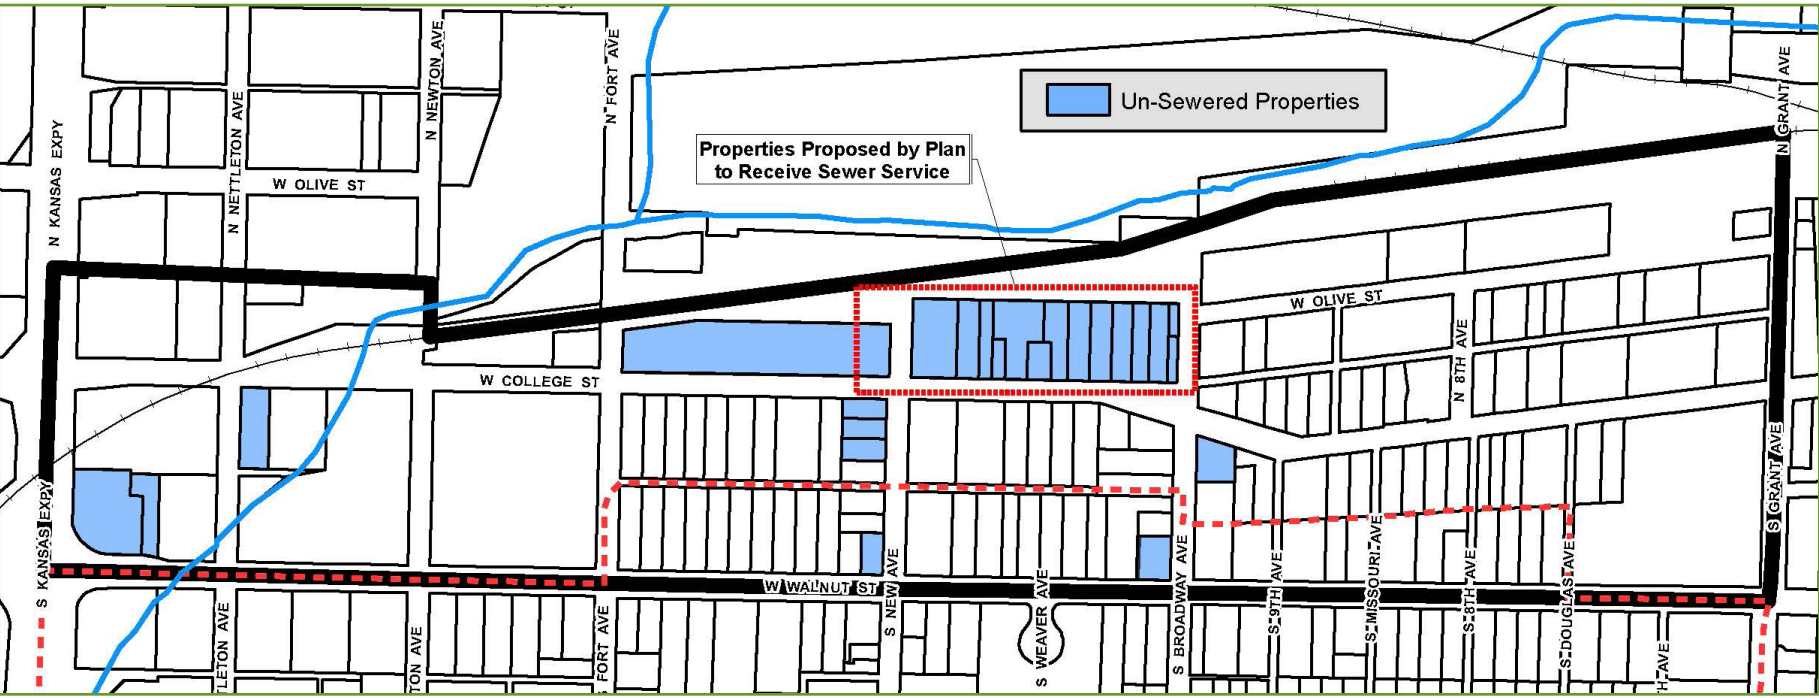 N NEWTON AVE
N FORT AVE
N GRANT AVE
Un-Sewered Properties
N KANSAS EXPY
N NETTLETON AVE
Properties Proposed by Plan
to Receive Sewer Service
W OLIVE ST
W OLIVE ST
N 8TH AVE
W COLLEGE ST
S GRANT AVE
S KANSAS EXPY
W WALNUT ST
S NEW AVE
S WEAVER AVE
S BROADWAY AVE
S 9TH AVE
S MISSOURI AVE
S 8TH AVE
S DOUGLAS AVE
TLETON AVE
TON AVE
S FORT AVE
H AVE